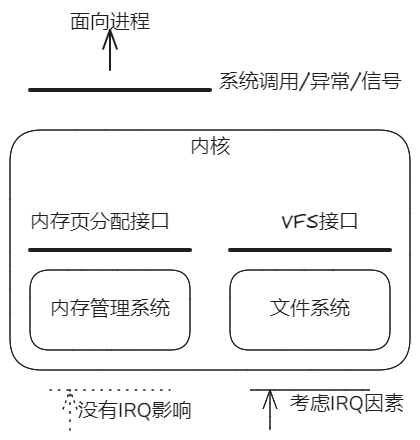 面向进程
系统调用/异常/信号
内核
内存页分配接口
VFS接口
内存管理系统
文件系统
没有IRQ影响
考虑IRQ因素